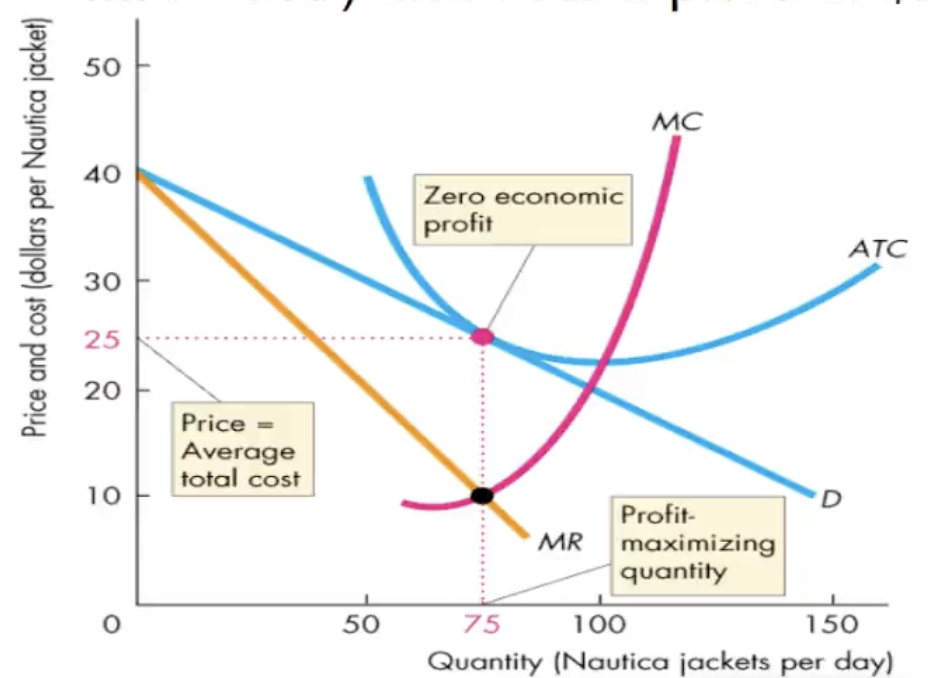 Price and cost (dollars per Nautica jacket)
50
40
30
25
20
10
0
MC
Zero economic
profit
ATC
Price =
Average
total cost
D
Profit-
maximizing
quantity
MR
50
75
100
150
Quantity (Nautica jackets per day)